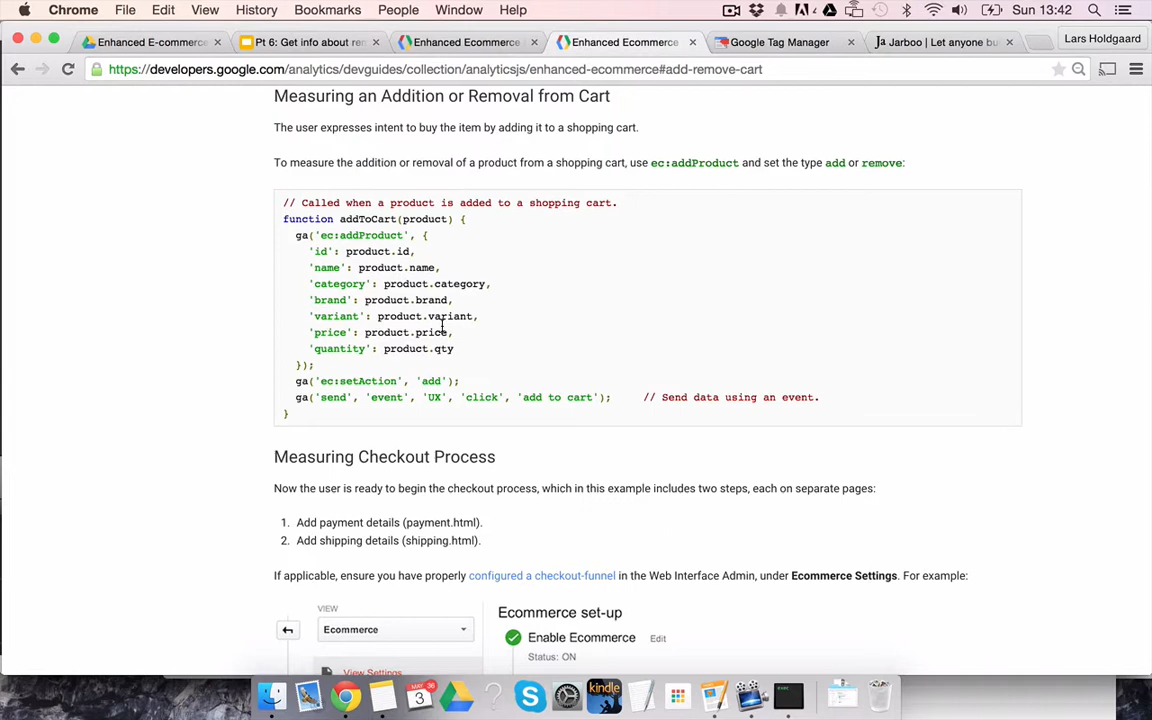 Chrome File Edit View History Bookmarks People Window Help Sun 13:42
Enhanced E-commerce Pt 6: Get info about re Enhanced Ecommerce Enhanced Ecommerce Google Tag Manager Jarboo | Let anyone bu Lars Holdgaard
https://developers.google.com/analytics/devguides/collection/analyticsjs/enhanced-ecommerce#add-remove-cart
Measuring an Addition or Removal from Cart
The user expresses intent to buy the item by adding it to a shopping cart.
To measure the addition or removal of a product from a shopping cart, use ec:addProduct and set the type add or remove:
// Called when a product is added to a shopping cart.
function addToCart(product) {
ga('ec:addProduct', {
'id': product.id,
'name': product.name,
'category': product.category,
'brand': product.brand,
'variant': product.variant,
'price': product.price,
'quantity': product.qty
});
ga('ec:setAction', 'add');
ga('send', 'event', 'UX', 'click', 'add to cart'); // Send data using an event.
}
Measuring Checkout Process
Now the user is ready to begin the checkout process, which in this example includes two steps, each on separate pages:
1. Add payment details (payment.html).
2. Add shipping details (shipping.html).
If applicable, ensure you have properly configured a checkout-funnel in the Web Interface Admin, under Ecommerce Settings. For example:
VIEW
Ecommerce set-up
Ecommerce
Enable Ecommerce Edit
Status: ON
View Settings
MAY
3
kindle